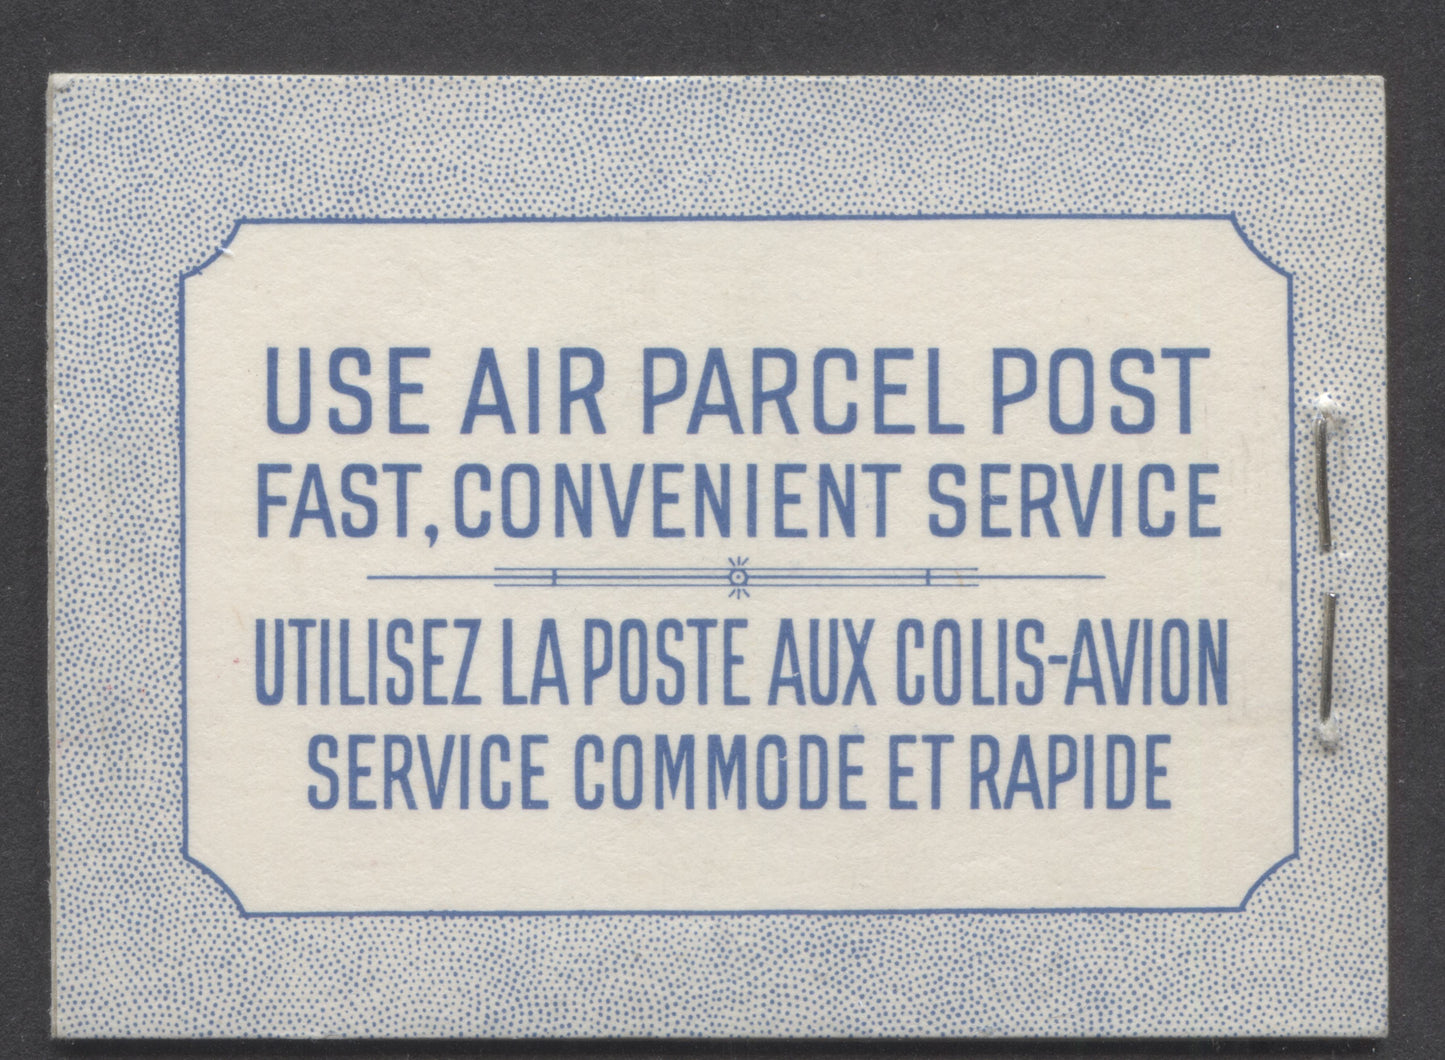 USE AIR PARCEL POST
FAST, CONVENIENT SERVICE
UTILISEZ LA POSTE AUX COLIS-AVION
SERVICE COMMODE ET RAPIDE